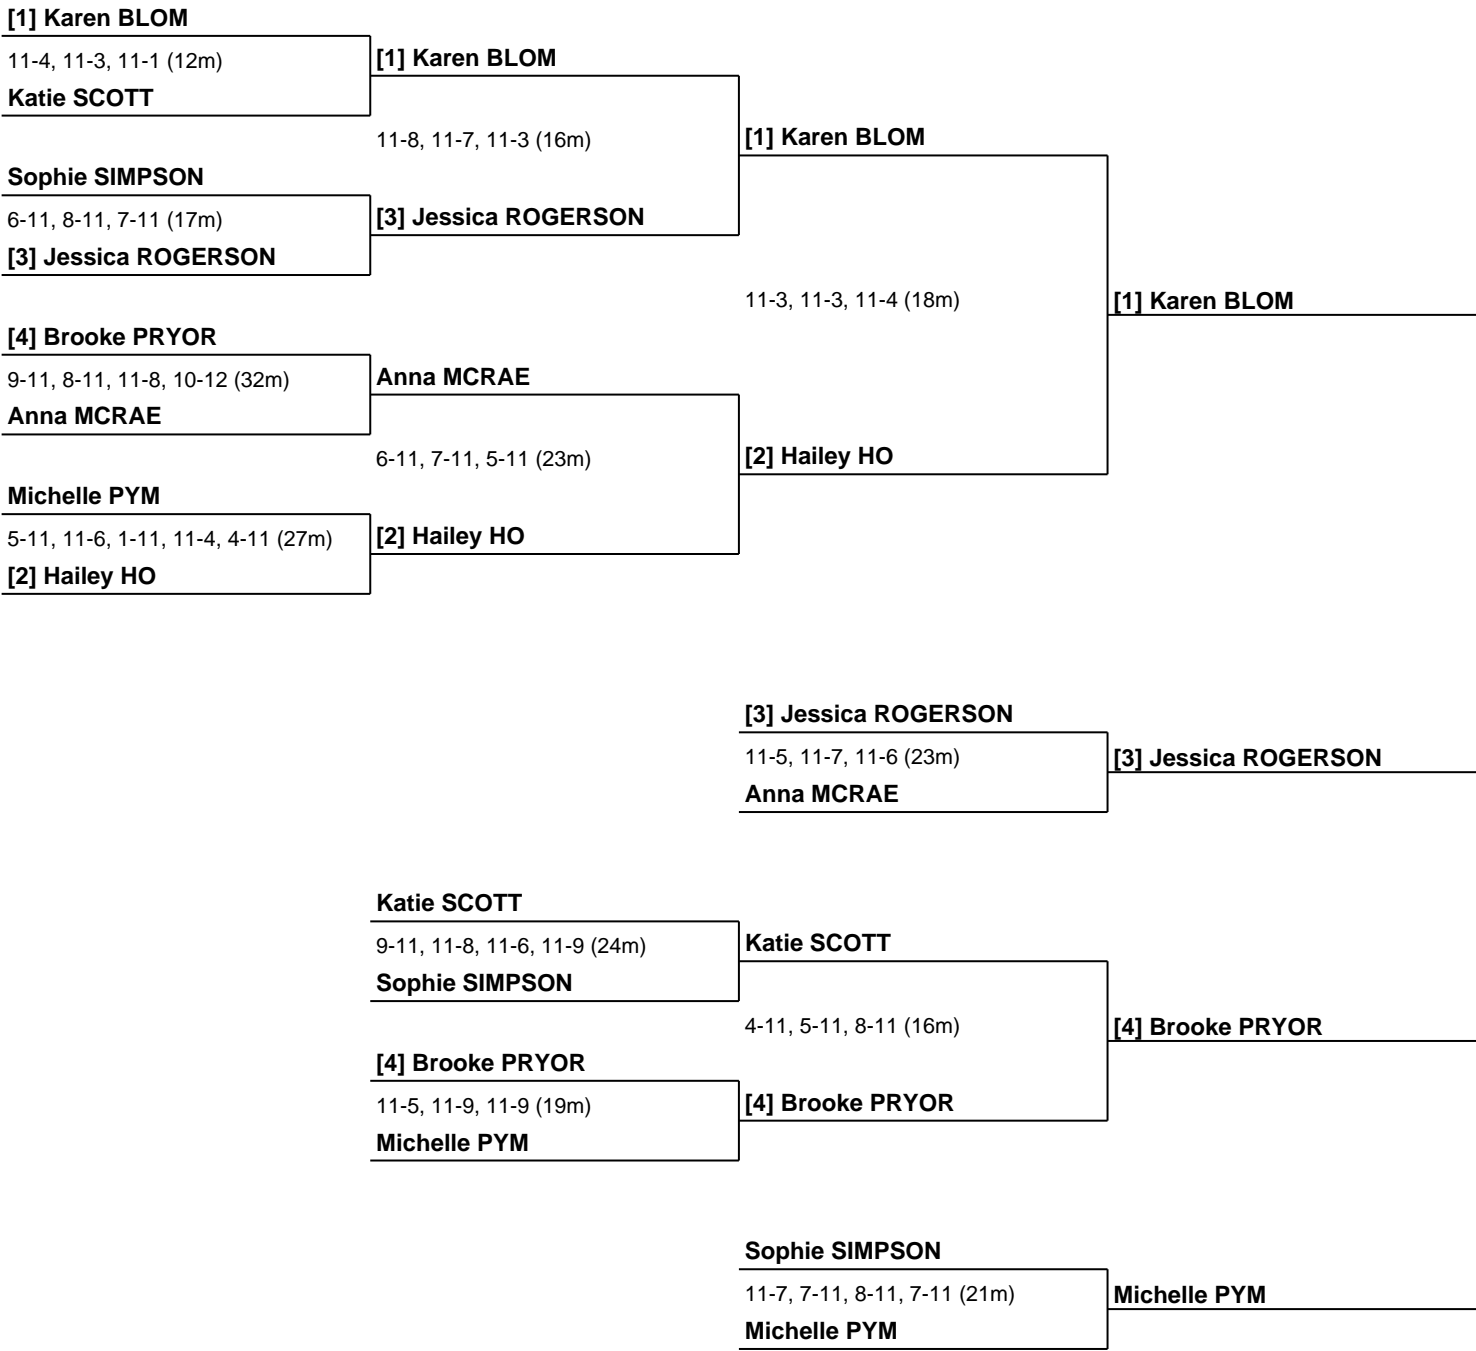 [1] Karen BLOM
11-4, 11-3, 11-1 (12m)
[1] Karen BLOM
Katie SCOTT
11-8, 11-7, 11-3 (16m)
[1] Karen BLOM
Sophie SIMPSON
6-11, 8-11, 7-11 (17m)
[3] Jessica ROGERSON
[3] Jessica ROGERSON
11-3, 11-3, 11-4 (18m)
[1] Karen BLOM
[4] Brooke PRYOR
9-11, 8-11, 11-8, 10-12 (32m)
Anna MCRAE
Anna MCRAE
6-11, 7-11, 5-11 (23m)
[2] Hailey HO
Michelle PYM
5-11, 11-6, 1-11, 11-4, 4-11 (27m)
[2] Hailey HO
[2] Hailey HO
[3] Jessica ROGERSON
11-5, 11-7, 11-6 (23m)
[3] Jessica ROGERSON
Anna MCRAE
Katie SCOTT
9-11, 11-8, 11-6, 11-9 (24m)
Katie SCOTT
Sophie SIMPSON
4-11, 5-11, 8-11 (16m)
[4] Brooke PRYOR
[4] Brooke PRYOR
11-5, 11-9, 11-9 (19m)
[4] Brooke PRYOR
Michelle PYM
Sophie SIMPSON
11-7, 7-11, 8-11, 7-11 (21m)
Michelle PYM
Michelle PYM